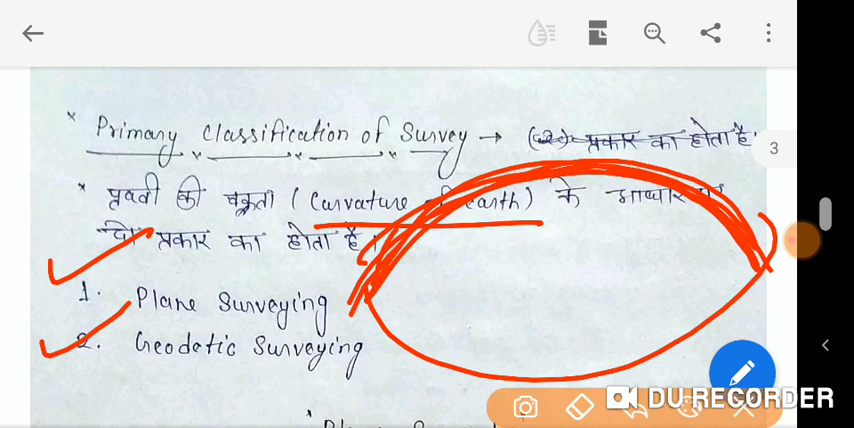 * Primary Classification of Survey → (दो) प्रकार का होता है।
3
* पृथ्वी की वक्रता (Curvature of Earth) के आधार पर
दो प्रकार का होता है।
1. Plane Surveying
2. Geodetic Surveying
DU RECORDER